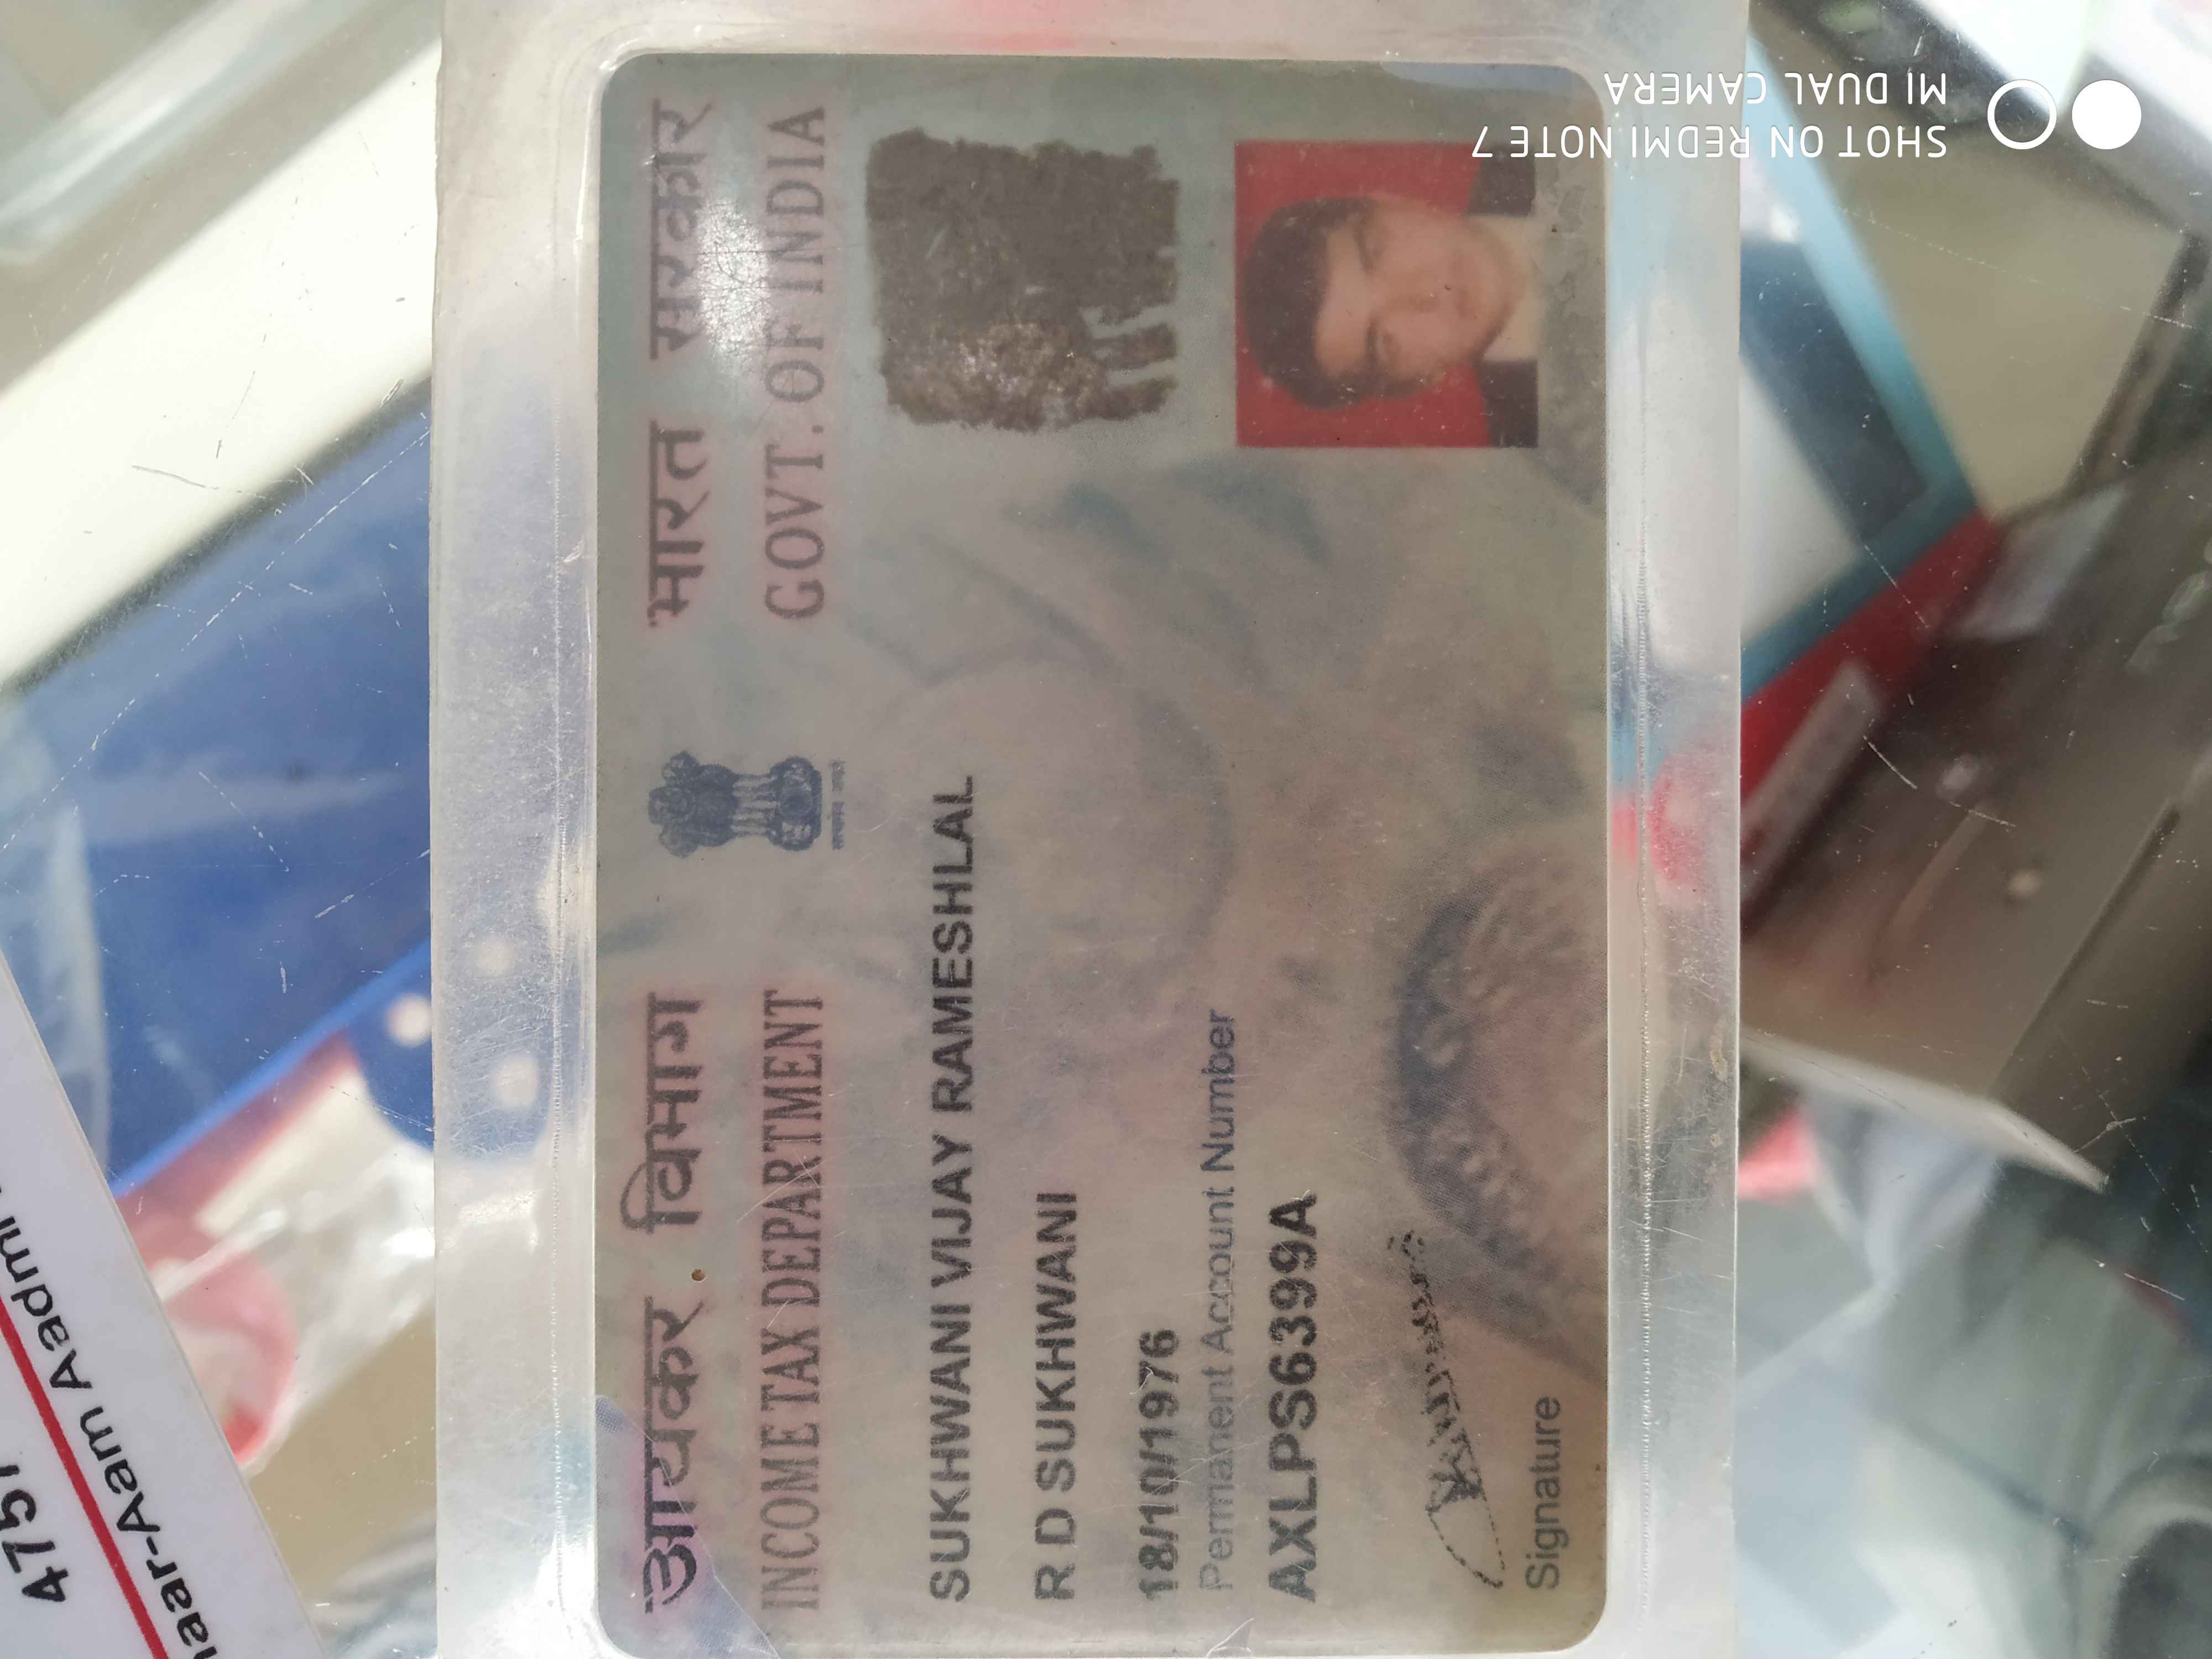 आयकर विभाग
INCOME TAX DEPARTMENT
भारत सरकार
GOVT. OF INDIA
SUKHWANI VIJAY RAMESHLAL
R D SUKHWANI
18/10/1976
Permanent Account Number
AXLPS6399A
Signature
SHOT ON REDMI NOTE 7
MI DUAL CAMERA
4751
haar-Aam Aadmi
Aadmi